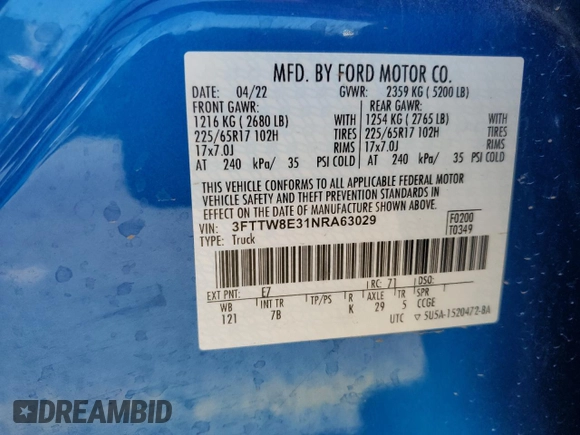 MFD. BY FORD MOTOR CO.
DATE: 04/22 GVWR: 2359 KG ( 5200 LB)
FRONT GAWR: REAR GAWR:
1216 KG ( 2680 LB) WITH 1254 KG ( 2765 LB) WITH
225/65R17 102H TIRES 225/65R17 102H TIRES
17x7.0J RIMS 17x7.0J RIMS
AT 240 kPa/ 35 PSI COLD AT 240 kPa/ 35 PSI COLD
THIS VEHICLE CONFORMS TO ALL APPLICABLE FEDERAL MOTOR
VEHICLE SAFETY AND THEFT PREVENTION STANDARDS IN
EFFECT ON THE DATE OF MANUFACTURE SHOWN ABOVE.
VIN: 3FTTW8E31NRA63029 F0200
TYPE: Truck T0349
EXT PNT: E7 RC: 71 DSO:
WB INT TR TP/PS R AXLE TR SPR
121 7B K 29 5 CCGE
UTC 5U5A-1520472-BA
DREAMBID